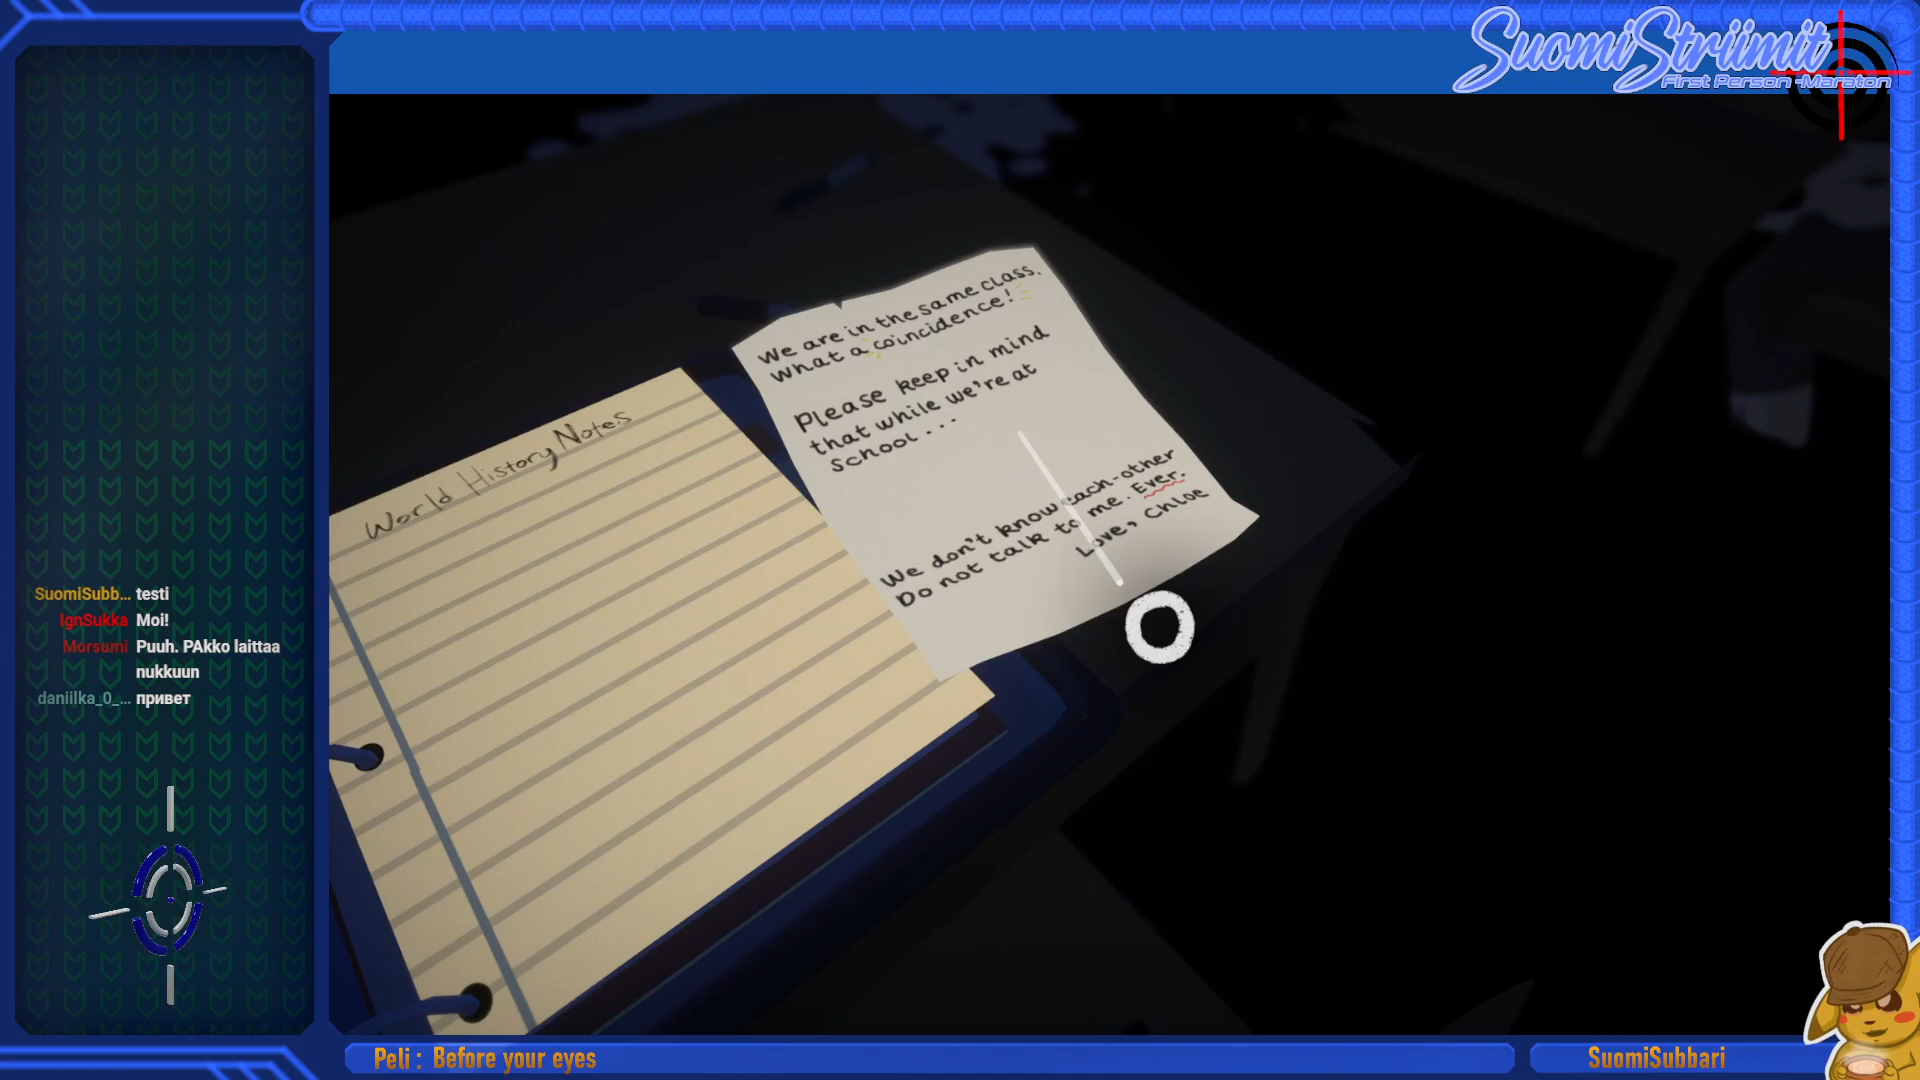 SuomiStriimit
First Person -Maraton
We are in the same class.
What a coincidence!
Please keep in mind
that while we're at
school...
We don't know each-other
Do not talk to me. Ever.
Love, Chloe
World History Notes
SuomiSubb... testi
IgnSukka Moi!
Morsumi Puuh. PAkko laittaa
nukkuun
daniilka_0_... привет
Peli : Before your eyes
SuomiSubbari